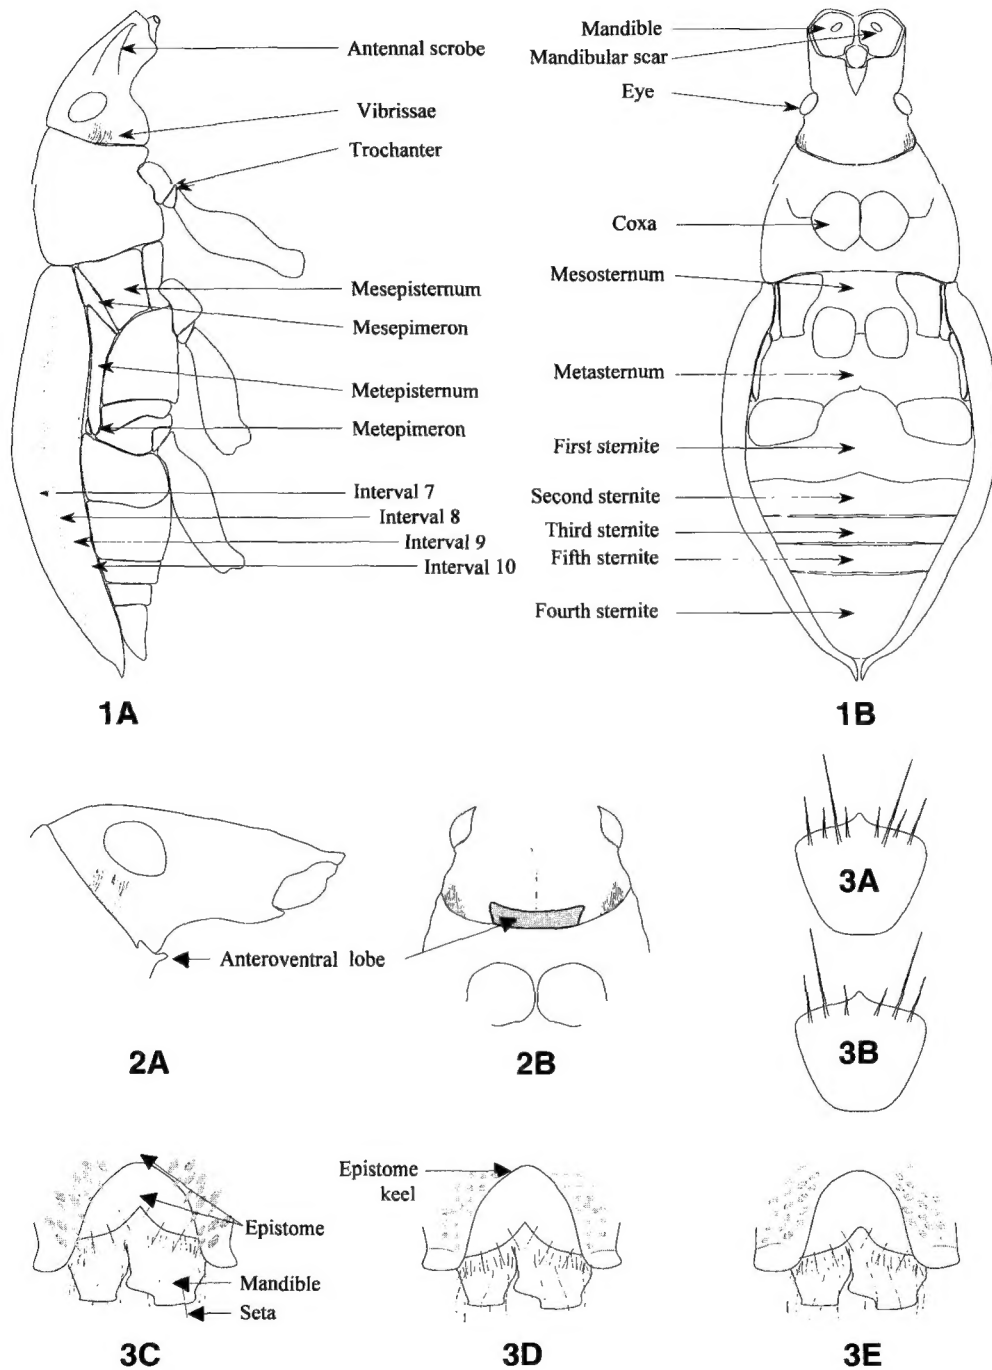 Antennal scrobe
Vibrissae
Trochanter
Mesepisternum
Mesepimeron
Metepisternum
Metepimeron
Interval 7
Interval 8
Interval 9
Interval 10
1A
Mandible
Mandibular scar
Eye
Coxa
Mesosternum
Metasternum
First sternite
Second sternite
Third sternite
Fifth sternite
Fourth sternite
1B
Anteroventral lobe
2A
2B
3A
3B
Epistome
Mandible
Seta
3C
Epistome
keel
3D
3E